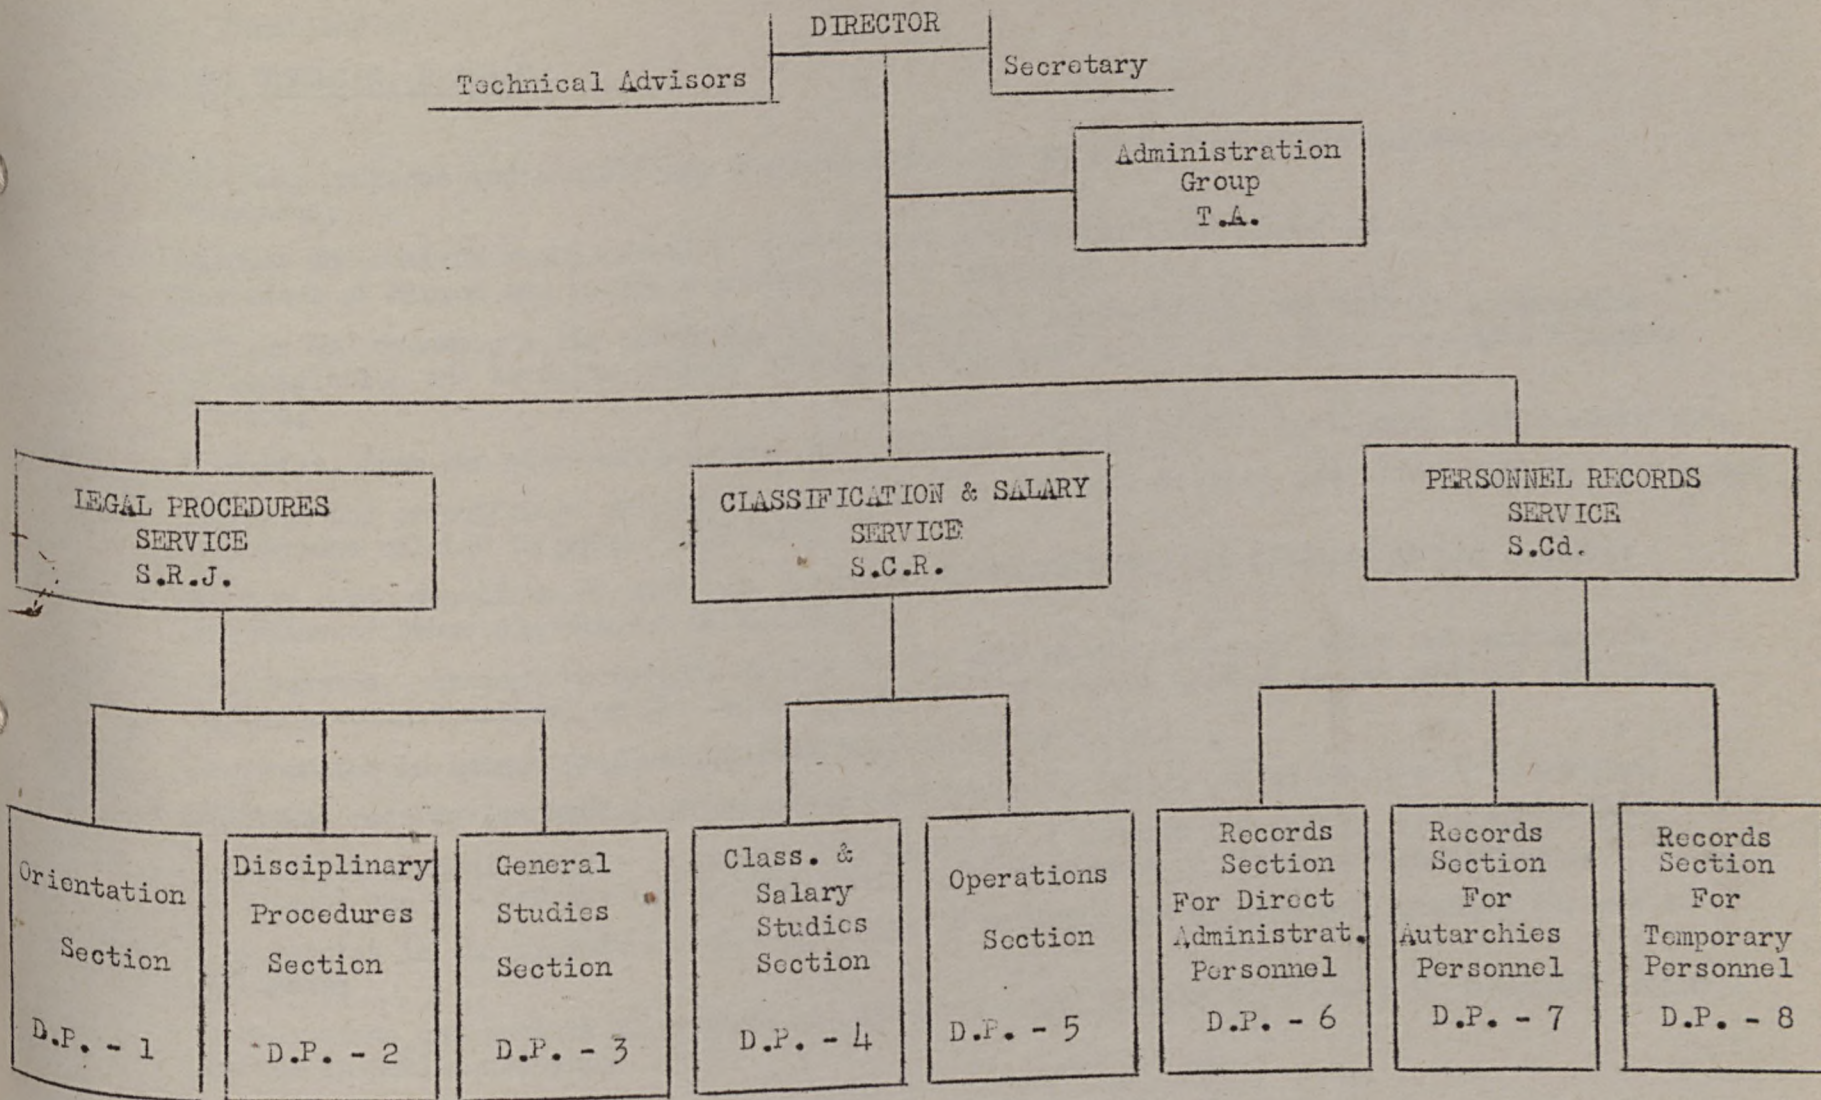 DIRECTOR
Technical Advisors
Secretary
Administration
Group
T.A.
LEGAL PROCEDURES
SERVICE
S.R.J.
CLASSIFICATION & SALARY
SERVICE
S.C.R.
PERSONNEL RECORDS
SERVICE
S.Cd.
Orientation
Section
D.P. - 1
Disciplinary
Procedures
Section
D.P. - 2
General
Studies
Section
D.P. - 3
Class. &
Salary
Studies
Section
D.P. - 4
Operations
Section
D.P. - 5
Records
Section
For Direct
Administrat.
Personnel
D.P. - 6
Records
Section
For
Autarchies
Personnel
D.P. - 7
Records
Section
For
Temporary
Personnel
D.P. - 8